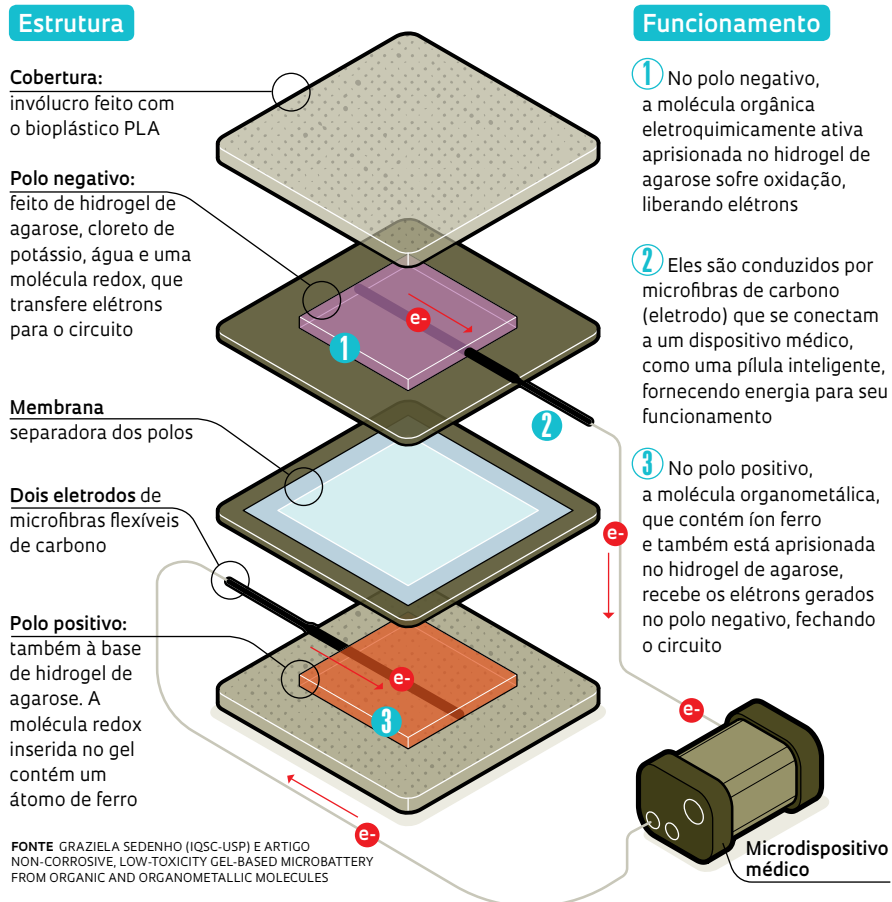 Estrutura
Cobertura:
invólucro feito com
o bioplástico PLA
Polo negativo:
feito de hidrogel de
agarose, cloreto de
potássio, água e uma
molécula redox, que
transfere elétrons
para o circuito
Membrana
separadora dos polos
Dois eletrodos de
microfibras flexíveis
de carbono
Polo positivo:
também à base
de hidrogel de
agarose. A
molécula redox
inserida no gel
contém um
átomo de ferro
e-
1
2
e-
e-
3
e-
e-
Funcionamento
1 No polo negativo,
a molécula orgânica
eletroquimicamente ativa
aprisionada no hidrogel de
agarose sofre oxidação,
liberando elétrons
2 Eles são conduzidos por
microfibras de carbono
(eletrodo) que se conectam
a um dispositivo médico,
como uma pílula inteligente,
fornecendo energia para seu
funcionamento
3 No polo positivo,
a molécula organometálica,
que contém íon ferro
e também está aprisionada
no hidrogel de agarose,
recebe os elétrons gerados
no polo negativo, fechando
o circuito
Microdispositivo
médico
FONTE GRAZIELA SEDENHO (IQSC-USP) E ARTIGO
NON-CORROSIVE, LOW-TOXICITY GEL-BASED MICROBATTERY
FROM ORGANIC AND ORGANOMETALLIC MOLECULES